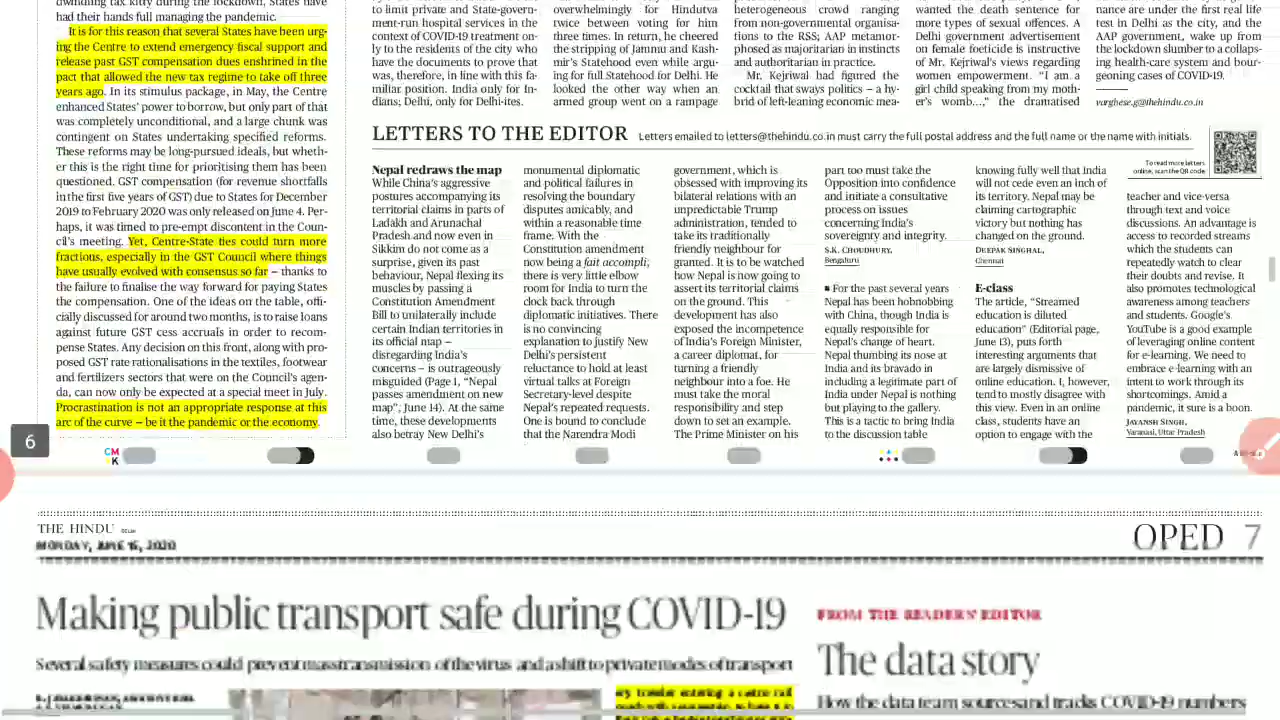 dwindling tax kitty during the lockdown, States have
had their hands full managing the pandemic.
It is for this reason that several States have been urg-
ing the Centre to extend emergency fiscal support and
release past GST compensation dues enshrined in the
pact that allowed the new tax regime to take off three
years ago. In its stimulus package, in May, the Centre
enhanced States' power to borrow, but only part of that
was completely unconditional, and a large chunk was
contingent on States undertaking specified reforms.
These reforms may be long-pursued ideals, but wheth-
er this is the right time for prioritising them has been
questioned. GST compensation (for revenue shortfalls
in the first five years of GST) due to States for December
2019 to February 2020 was only released on June 4. Per-
haps, it was timed to pre-empt discontent in the Coun-
cil's meeting. Yet, Centre-State ties could turn more
fractious, especially in the GST Council where things
have usually evolved with consensus so far – thanks to
the failure to finalise the way forward for paying States
the compensation. One of the ideas on the table, offi-
cially discussed for around two months, is to raise loans
against future GST cess accruals in order to recom-
pense States. Any decision on this front, along with pro-
posed GST rate rationalisations in the textiles, footwear
and fertilizers sectors that were on the Council's agen-
da, can now only be expected at a special meet in July.
Procrastination is not an appropriate response at this
arc of the curve – be it the pandemic or the economy.
to limit private and State-govern-
ment-run hospital services in the
context of COVID-19 treatment on-
ly to the residents of the city who
have the documents to prove that
was, therefore, in line with this fa-
miliar position. India only for In-
dians; Delhi, only for Delhi-ites.
overwhelmingly for Hindutva
twice between voting for him
three times. In return, he cheered
the stripping of Jammu and Kash-
mir's Statehood even while argu-
ing for full Statehood for Delhi. He
looked the other way when an
armed group went on a rampage
heterogeneous crowd ranging
from non-governmental organisa-
tions to the RSS; AAP metamor-
phosed as majoritarian in instincts
and authoritarian in practice.
Mr. Kejriwal had figured the
cocktail that sways politics – a hy-
brid of left-leaning economic mea-
wanted the death sentence for
more types of sexual offences. A
Delhi government advertisement
on female foeticide is instructive
of Mr. Kejriwal's views regarding
women empowerment. “I am a
girl child speaking from my moth-
er's womb...,” the dramatised
nance are under the first real life
test in Delhi as the city, and the
AAP government, wake up from
the lockdown slumber to a collaps-
ing health-care system and bour-
geoning cases of COVID-19.
varghese.g@thehindu.co.in
LETTERS TO THE EDITOR Letters emailed to letters@thehindu.co.in must carry the full postal address and the full name or the name with initials.
To read more letters
online, scan the QR code
Nepal redraws the map
While China's aggressive
postures accompanying its
territorial claims in parts of
Ladakh and Arunachal
Pradesh and now even in
Sikkim do not come as a
surprise, given its past
behaviour, Nepal flexing its
muscles by passing a
Constitution Amendment
Bill to unilaterally include
certain Indian territories in
its official map –
disregarding India's
concerns – is outrageously
misguided (Page 1, “Nepal
passes amendment on new
map”, June 14). At the same
time, these developments
also betray New Delhi's
monumental diplomatic
and political failures in
resolving the boundary
disputes amicably, and
within a reasonable time
frame. With the
Constitution amendment
now being a fait accompli,
there is very little elbow
room for India to turn the
clock back through
diplomatic initiatives. There
is no convincing
explanation to justify New
Delhi's persistent
reluctance to hold at least
virtual talks at Foreign
Secretary-level despite
Nepal's repeated requests.
One is bound to conclude
that the Narendra Modi
government, which is
obsessed with improving its
bilateral relations with an
unpredictable Trump
administration, tended to
take its traditionally
friendly neighbour for
granted. It is to be watched
how Nepal is now going to
assert its territorial claims
on the ground. This
development has also
exposed the incompetence
of India's Foreign Minister,
a career diplomat, for
turning a friendly
neighbour into a foe. He
must take the moral
responsibility and step
down to set an example.
The Prime Minister on his
part too must take the
Opposition into confidence
and initiate a consultative
process on issues
concerning India's
sovereignty and integrity.
S.K. CHOUDHURY,
Bengaluru
■ For the past several years
Nepal has been hobnobbing
with China, though India is
equally responsible for
Nepal's change of heart.
Nepal thumbing its nose at
India and its bravado in
including a legitimate part of
India under Nepal is nothing
but playing to the gallery.
This is a tactic to bring India
to the discussion table
knowing fully well that India
will not cede even an inch of
its territory. Nepal may be
claiming cartographic
victory but nothing has
changed on the ground.
DEEPAK SINGHAL,
Chennai
E-class
The article, “Streamed
education is diluted
education” (Editorial page,
June 13), puts forth
interesting arguments that
are largely dismissive of
online education. I, however,
tend to mostly disagree with
this view. Even in an online
class, students have an
option to engage with the
teacher and vice-versa
through text and voice
discussions. An advantage is
access to recorded streams
which the students can
repeatedly watch to clear
their doubts and revise. It
also promotes technological
awareness among teachers
and students. Google's
YouTube is a good example
of leveraging online content
for e-learning. We need to
embrace e-learning with an
intent to work through its
shortcomings. Amid a
pandemic, it sure is a boon.
JAYANSH SINGH,
Varanasi, Uttar Pradesh
6
CM
K
THE HINDU
MONDAY, JUNE 15, 2020
OPED 7
Making public transport safe during COVID-19
Several safety measures could prevent mass transmission of the virus and a shift to private modes of transport
FROM THE READERS' EDITOR
The data story
How the data team sources and tracks COVID-19 numbers